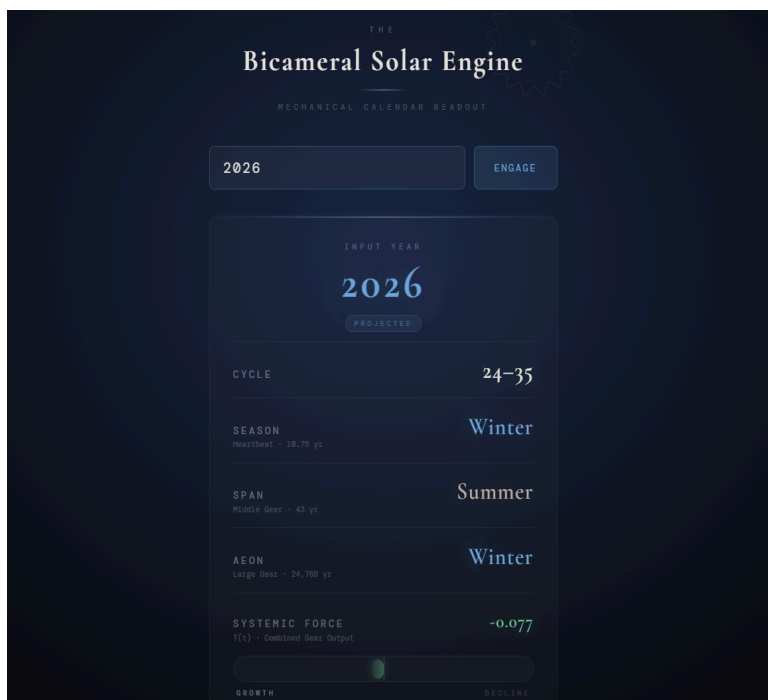 THE
Bicameral Solar Engine
MECHANICAL CALENDAR READOUT
2026
ENGAGE
INPUT YEAR
2026
PROJECTED
CYCLE
24–35
SEASON
Winter
Heartbeat · 10.75 yr
SPAN
Summer
Middle Gear · 43 yr
AEON
Winter
Large Gear · 24,768 yr
SYSTEMIC FORCE
-0.077
T(t) · Combined Gear Output
GROWTH
DECLINE